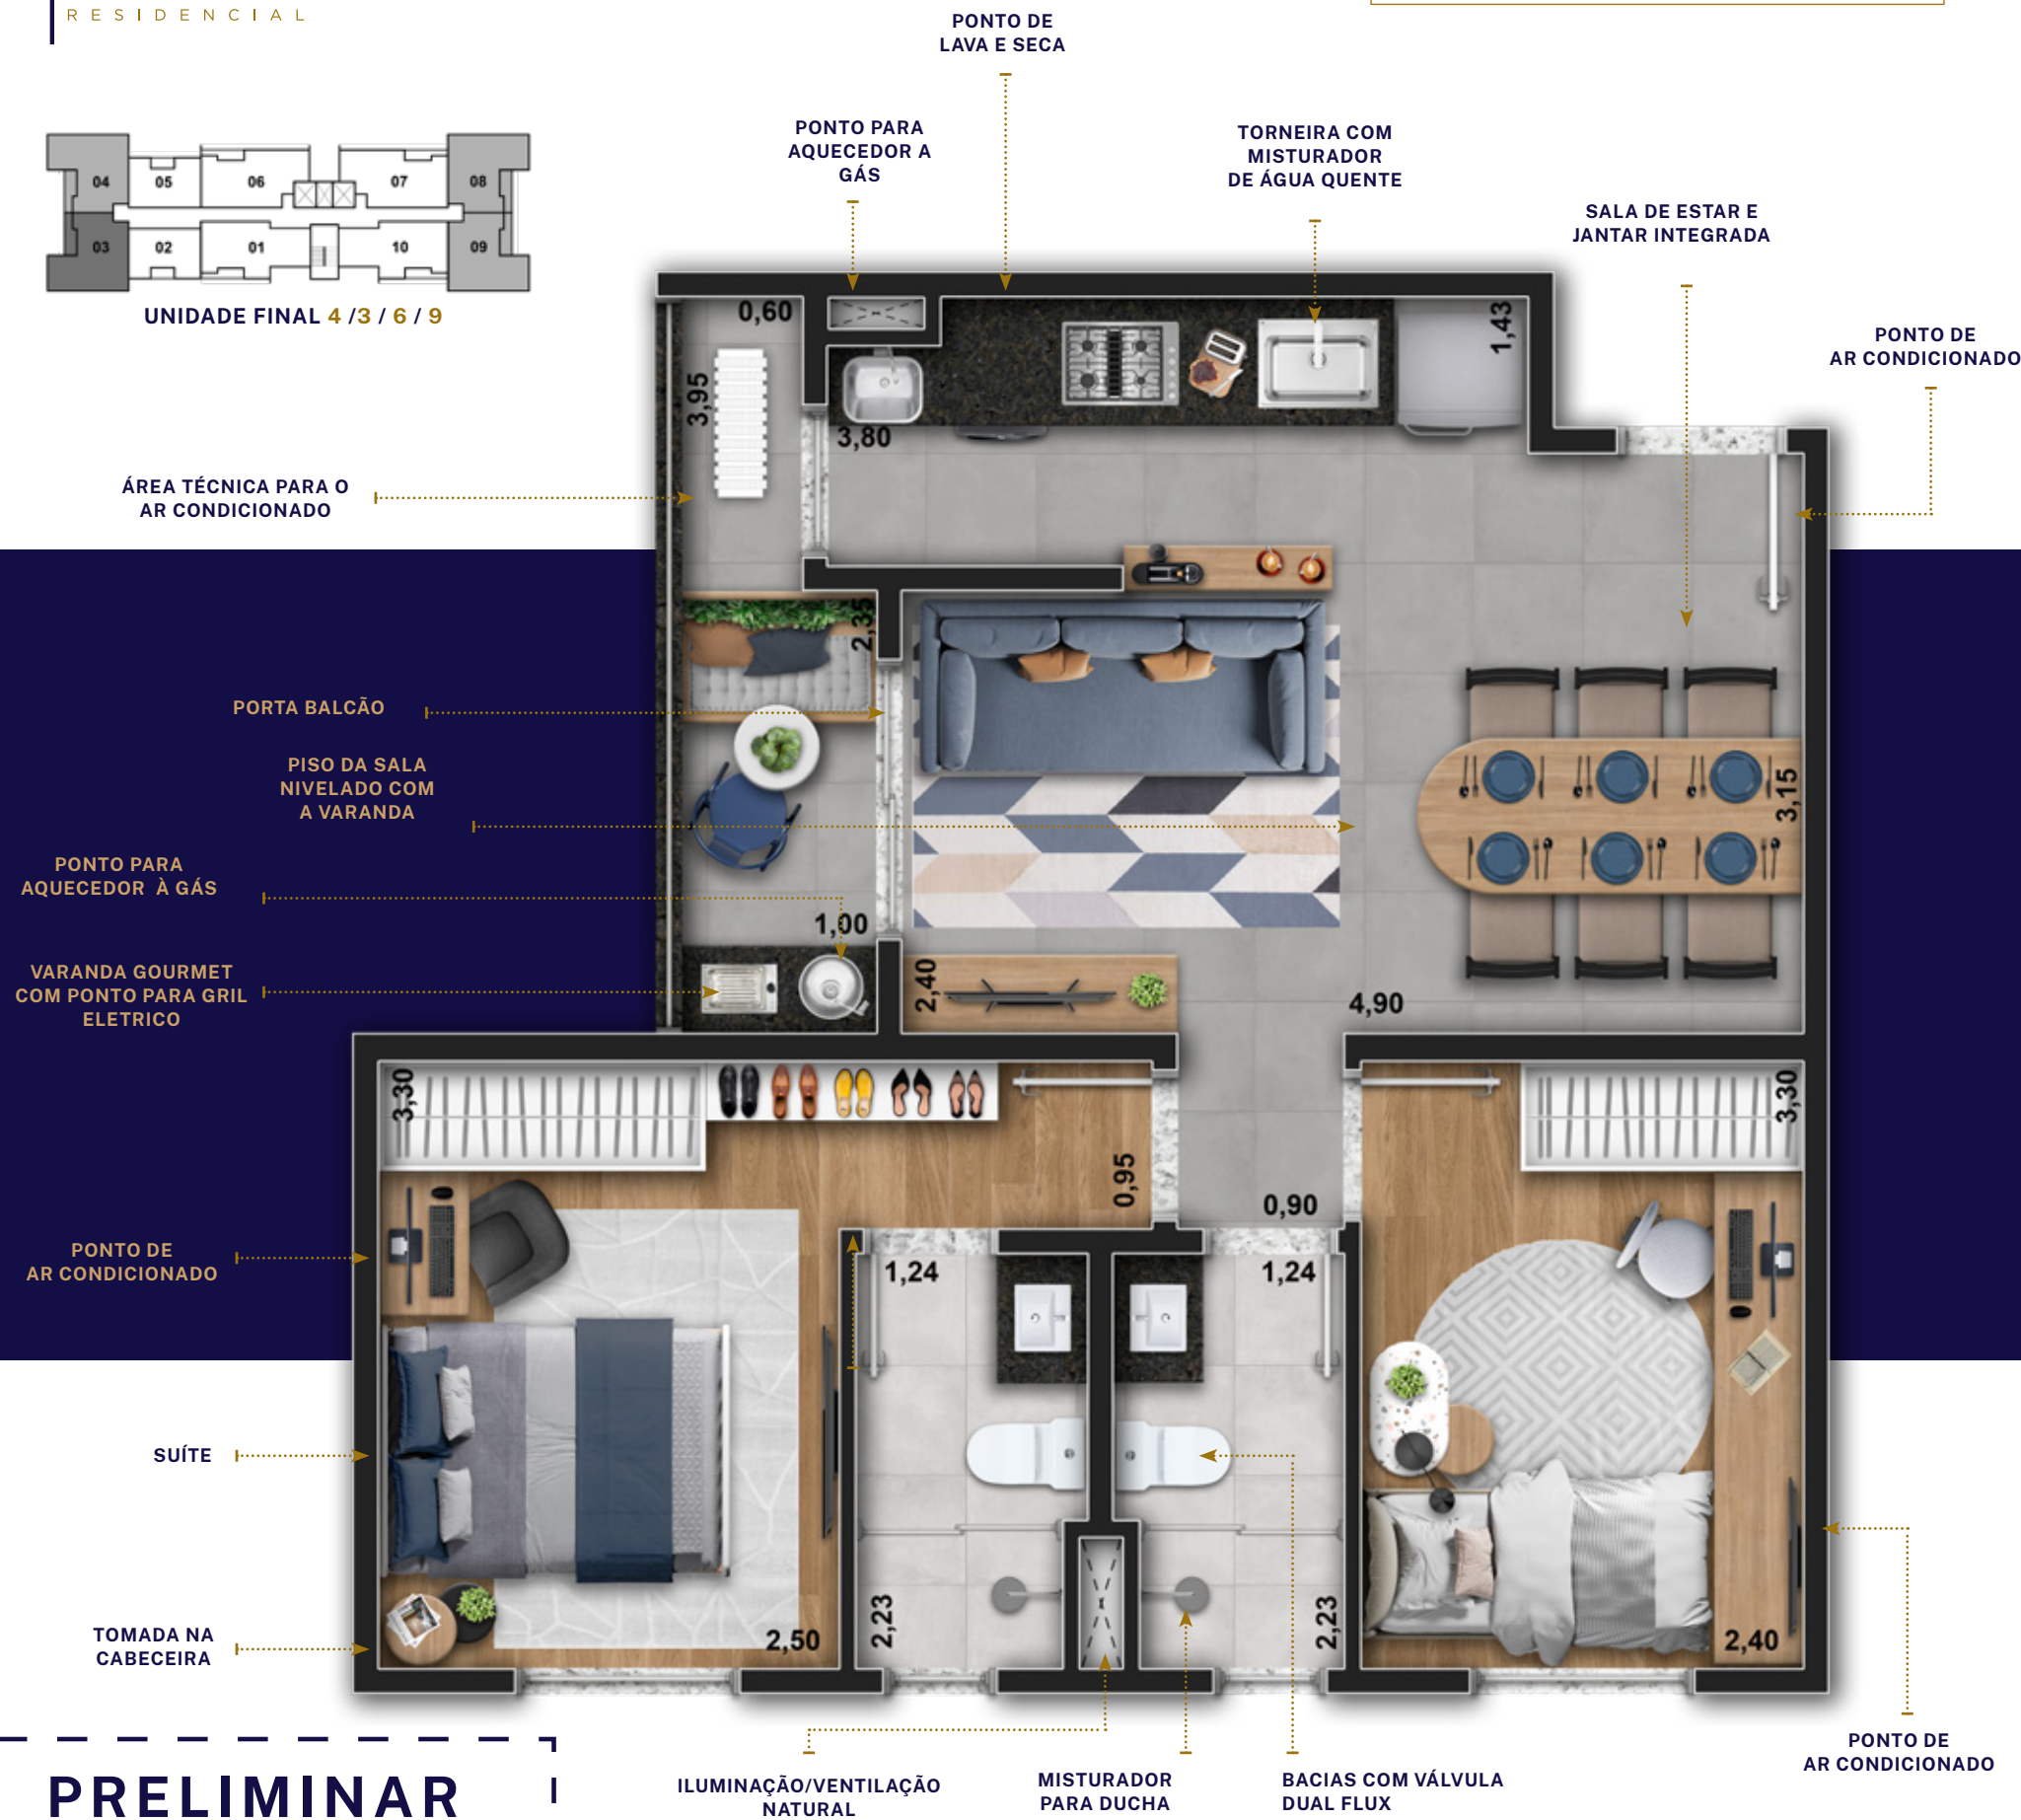 RESIDENCIAL
PONTO DE
LAVA E SECA
PONTO PARA
AQUECEDOR A
GÁS
TORNEIRA COM
MISTURADOR
DE ÁGUA QUENTE
SALA DE ESTAR E
JANTAR INTEGRADA
PONTO DE
AR CONDICIONADO
04
05
06
07
08
03
02
01
10
09
UNIDADE FINAL 4 /3 / 6 / 9
0,60
1,43
3,95
3,80
ÁREA TÉCNICA PARA O
AR CONDICIONADO
2,35
PORTA BALCÃO
PISO DA SALA
NIVELADO COM
A VARANDA
3,15
PONTO PARA
AQUECEDOR À GÁS
1,00
VARANDA GOURMET
COM PONTO PARA GRIL
ELETRICO
2,40
4,90
3,30
3,30
0,95
0,90
PONTO DE
AR CONDICIONADO
1,24
1,24
SUÍTE
TOMADA NA
CABECEIRA
2,50
2,23
2,23
2,40
PONTO DE
AR CONDICIONADO
PRELIMINAR
ILUMINAÇÃO/VENTILAÇÃO
NATURAL
MISTURADOR
PARA DUCHA
BACIAS COM VÁLVULA
DUAL FLUX